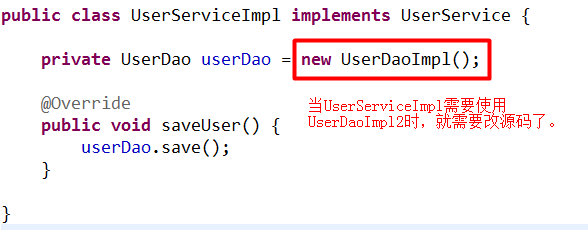 public class UserServiceImpl implements UserService {
private UserDao userDao = new UserDaoImpl();
@Override
当UserServiceImpl需要使用
public void saveUser() {
UserDaoImpl2时，就需要改源码了。
userDao.save();
}
}